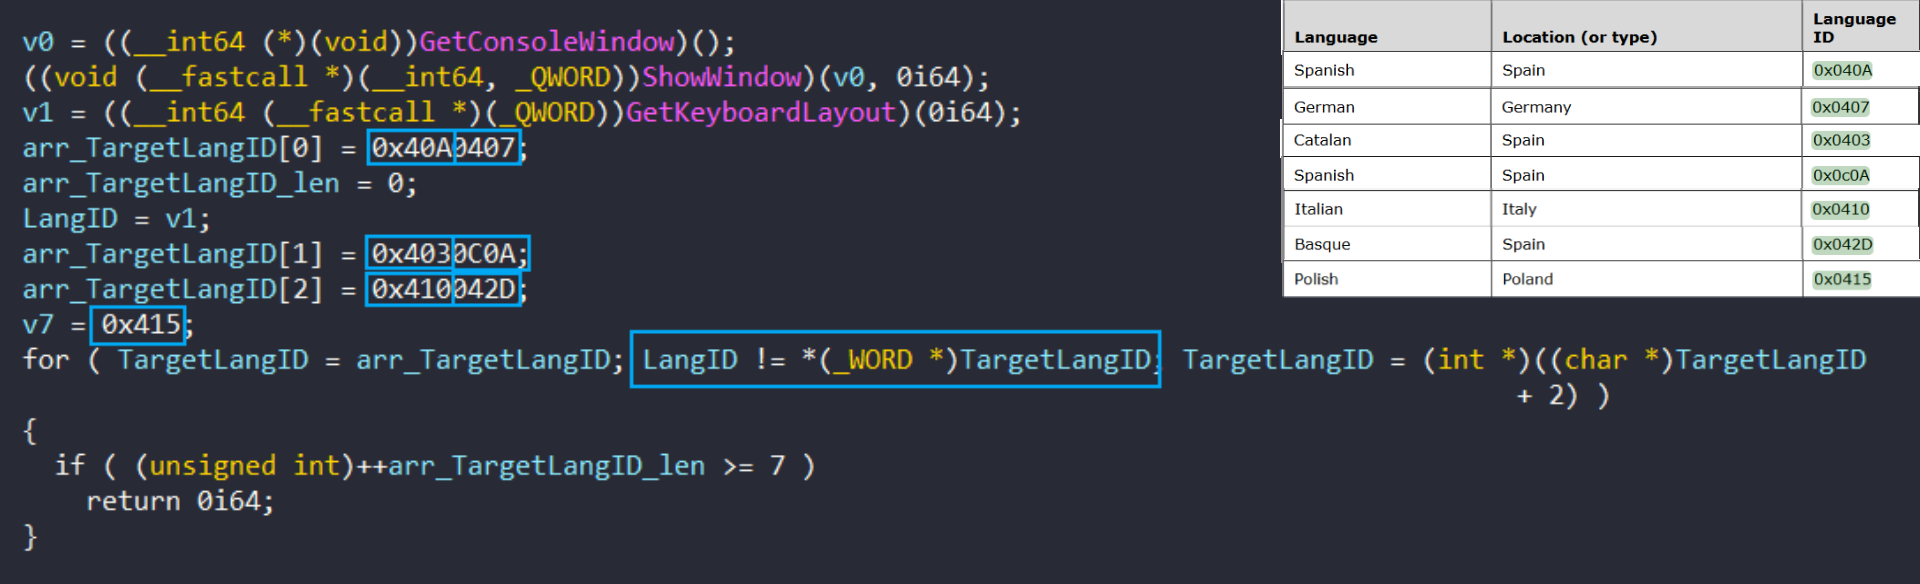 v0 = ((__int64 (*)(void))GetConsoleWindow)();
((void (__fastcall *)(__int64, _QWORD))ShowWindow)(v0, 0i64);
v1 = ((__int64 (__fastcall *)(_QWORD))GetKeyboardLayout)(0i64);
arr_TargetLangID[0] = 0x40A0407;
arr_TargetLangID_len = 0;
LangID = v1;
arr_TargetLangID[1] = 0x4030C0A;
arr_TargetLangID[2] = 0x410042D;
v7 = 0x415;
for ( TargetLangID = arr_TargetLangID; LangID != *(_WORD *)TargetLangID; TargetLangID = (int *)((char *)TargetLangID
+ 2) )
{
if ( (unsigned int)++arr_TargetLangID_len >= 7 )
return 0i64;
}
Language Location (or type) Language ID
Spanish Spain 0x040A
German Germany 0x0407
Catalan Spain 0x0403
Spanish Spain 0x0c0A
Italian Italy 0x0410
Basque Spain 0x042D
Polish Poland 0x0415